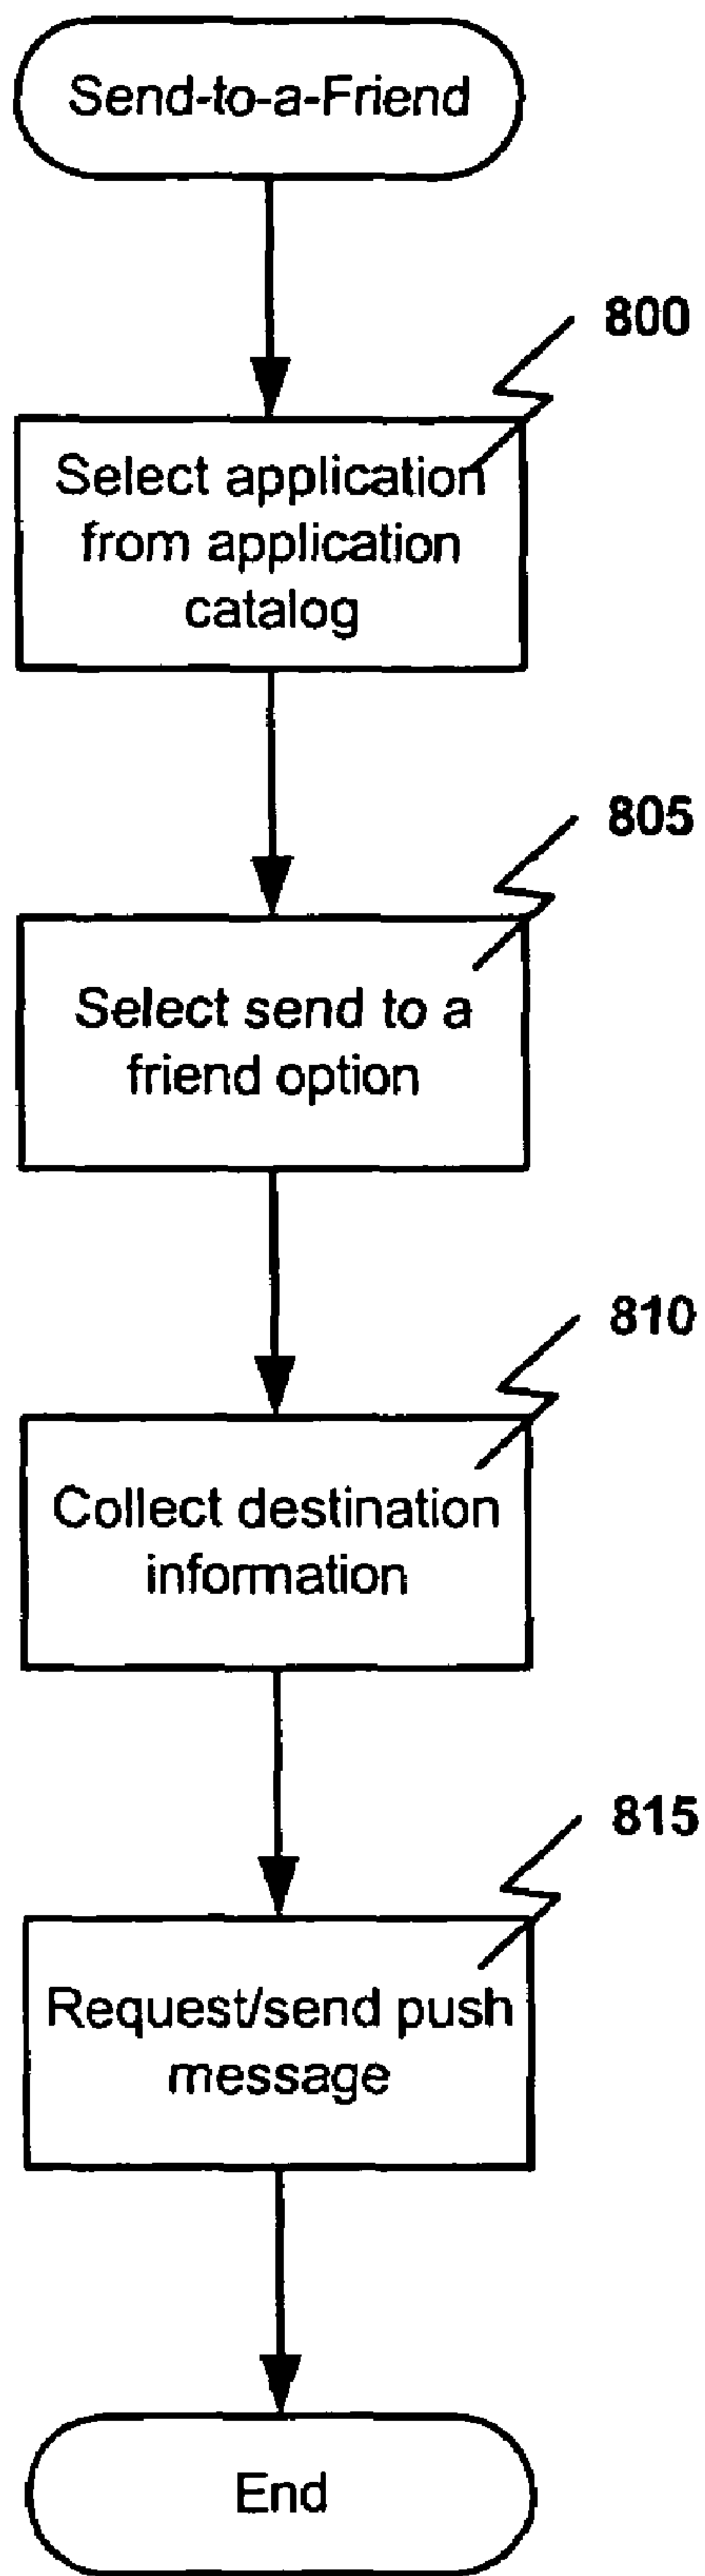 Send-to-a-Friend
800
Select application
from application
catalog
805
Select send to a
friend option
810
Collect destination
information
815
Request/send push
message
End